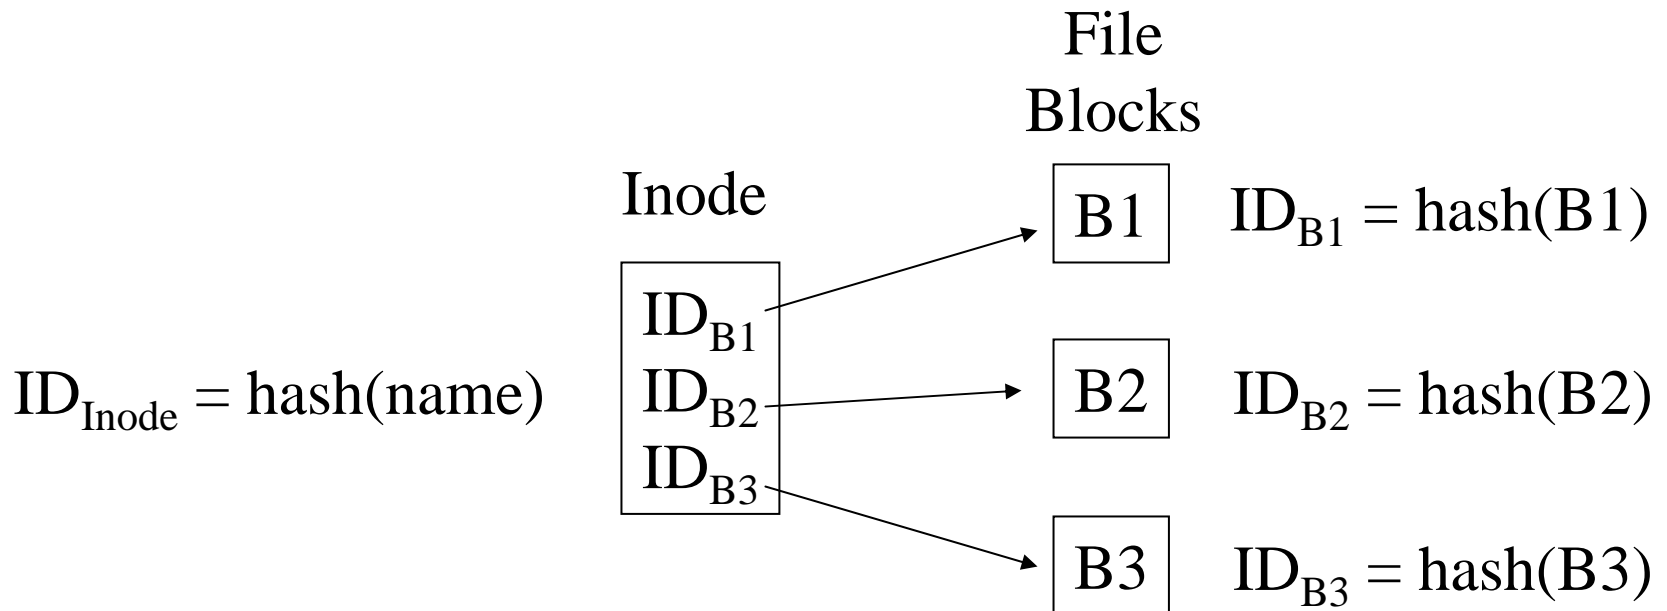 File
Blocks
Inode
B1 ID_B1 = hash(B1)
ID_B1
ID_Inode = hash(name) ID_B2 B2 ID_B2 = hash(B2)
ID_B3
B3 ID_B3 = hash(B3)